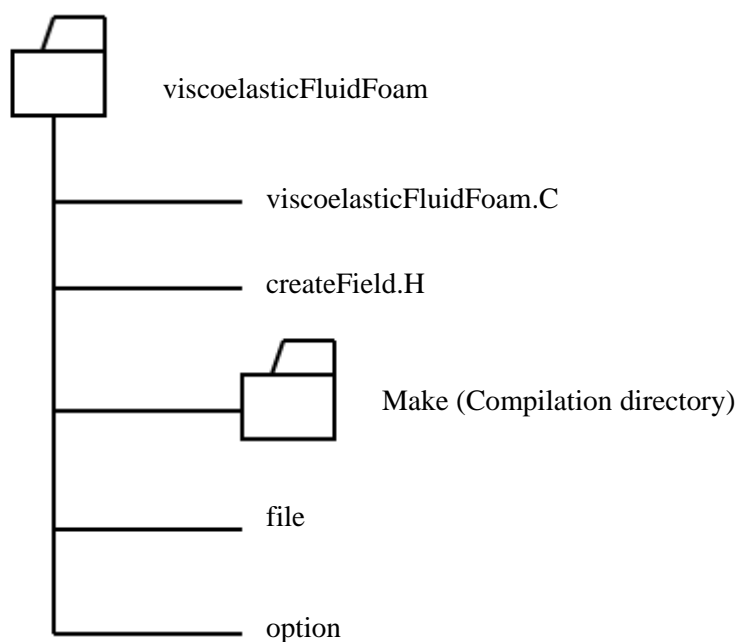 viscoelasticFluidFoam
viscoelasticFluidFoam.C
createField.H
Make (Compilation directory)
file
option